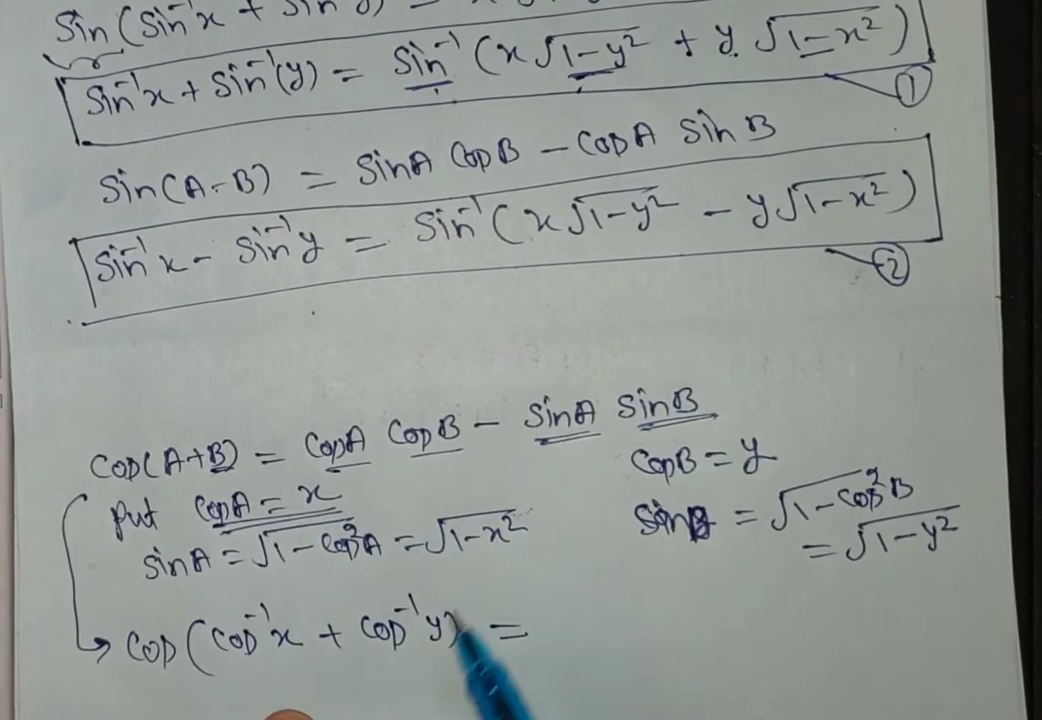 Sin(Sin⁻¹x + Sin⁻¹y) =
Sin⁻¹x + Sin⁻¹(y) = Sin⁻¹(x√1-y² + y√1-x²)
①
Sin(A-B) = SinA CosB - CosA SinB
Sin⁻¹x - Sin⁻¹y = Sin⁻¹(x√1-y² - y√1-x²)
②
Cos(A+B) = CosA CosB - SinA SinB
Put CosA = x
CosB = y
SinA = √1-Cos²A = √1-x²
SinB = √1-Cos²B
= √1-y²
Cos(Cos⁻¹x + Cos⁻¹y) =